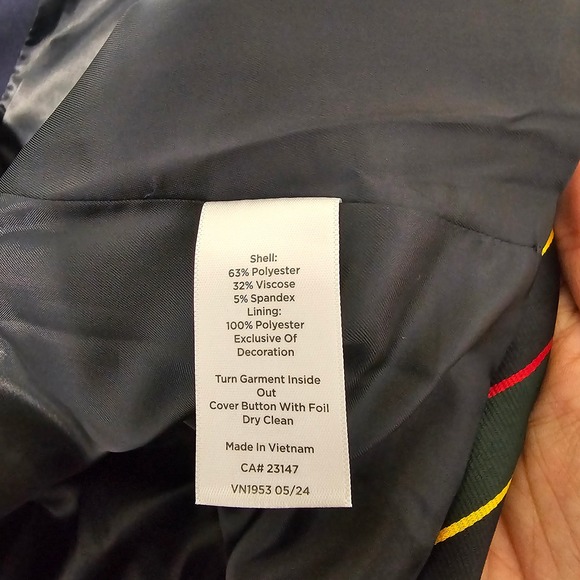 Shell:
63% Polyester
32% Viscose
5% Spandex
Lining:
100% Polyester
Exclusive Of
Decoration
Turn Garment Inside
Out
Cover Button With Foil
Dry Clean
Made In Vietnam
CA# 23147
VN1953 05/24